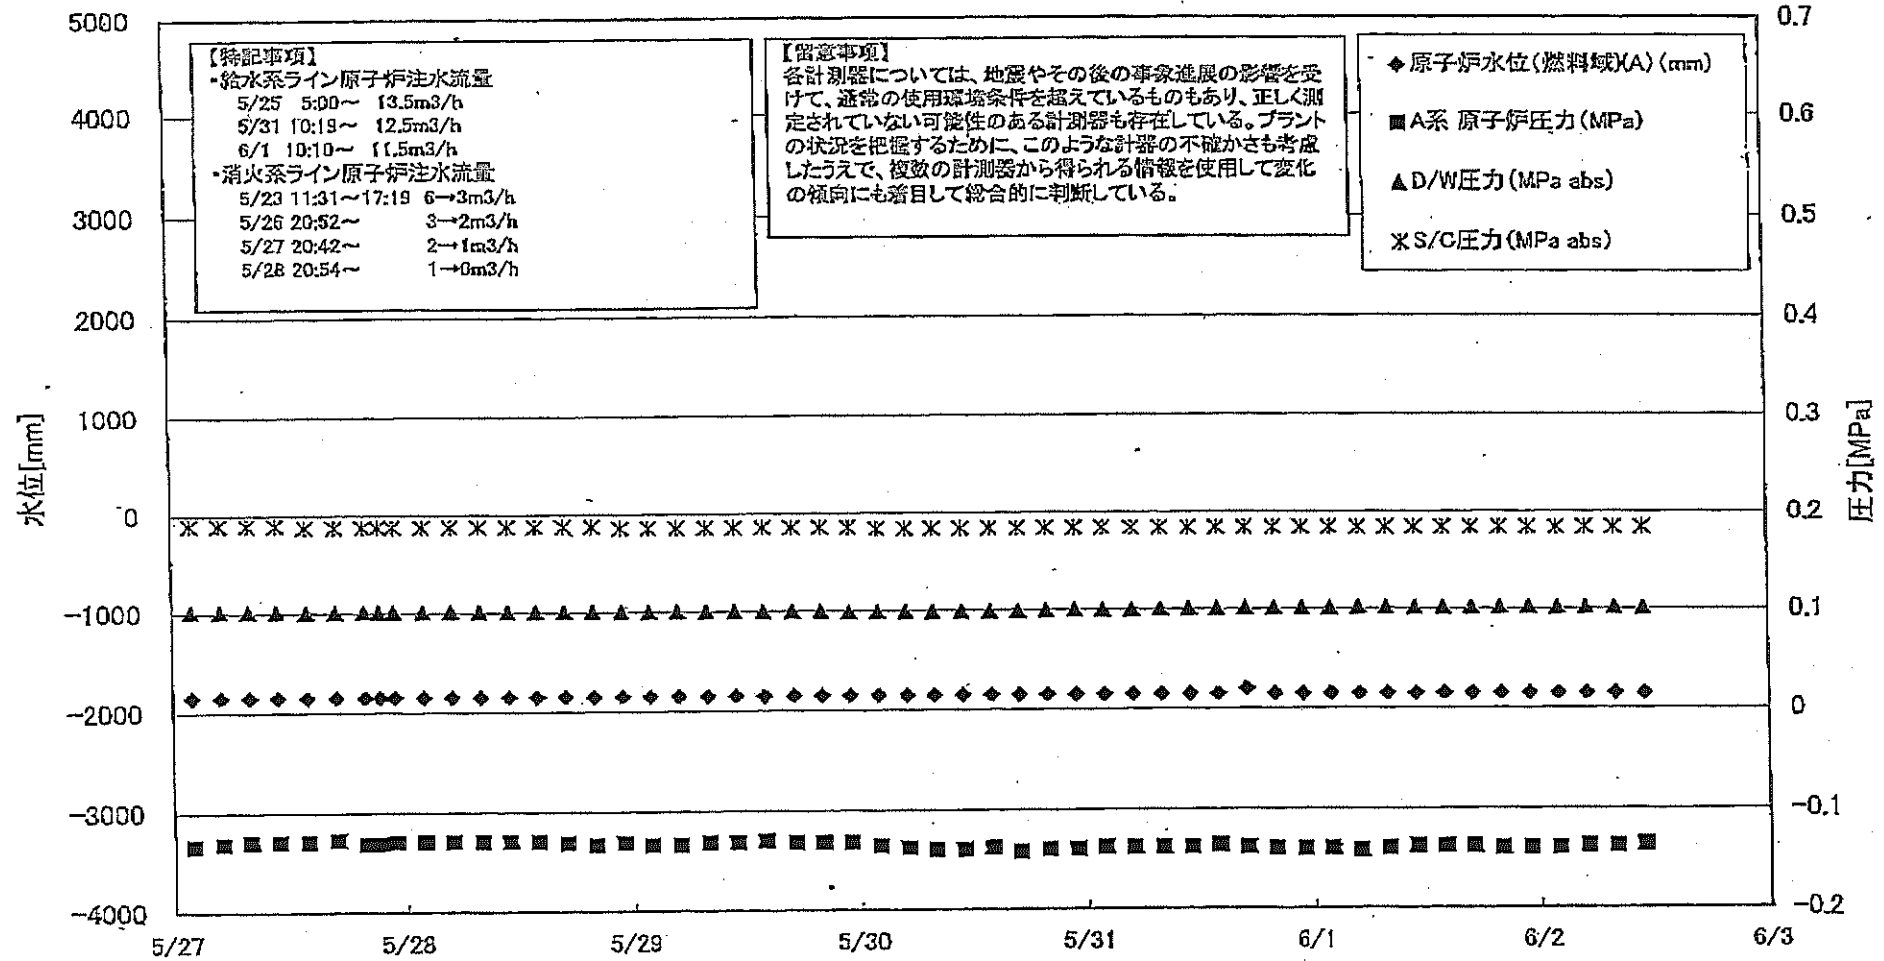 【特記事項】
・給水系ライン原子炉注水流量
5/25 5:00～ 13.5m3/h
5/31 10:19～ 12.5m3/h
6/1 10:10～ 11.5m3/h
・消火系ライン原子炉注水流量
5/23 11:31～17:19 6→3m3/h
5/26 20:52～ 3→2m3/h
5/27 20:42～ 2→1m3/h
5/28 20:54～ 1→0m3/h
【留意事項】
各計測器については、地震やその後の事象進展の影響を受
けて、通常の使用環境条件を超えているものもあり、正しく測
定されていない可能性のある計測器も存在している。プラント
の状況を把握するために、このような計器の不確かさも考慮
したうえで、複数の計測器から得られる情報を使用して変化
の傾向にも着目して総合的に判断している。
◆原子炉水位(燃料域)(A)(mm)
■A系 原子炉圧力(MPa)
▲D/W圧力(MPa abs)
S/C圧力(MPa abs)
水位[mm]
5000
4000
3000
2000
1000
0
-1000
-2000
-3000
-4000
圧力[MPa]
0.7
0.6
0.5
0.4
0.3
0.2
0.1
0
-0.1
-0.2
5/27 5/28 5/29 5/30 5/31 6/1 6/2 6/3